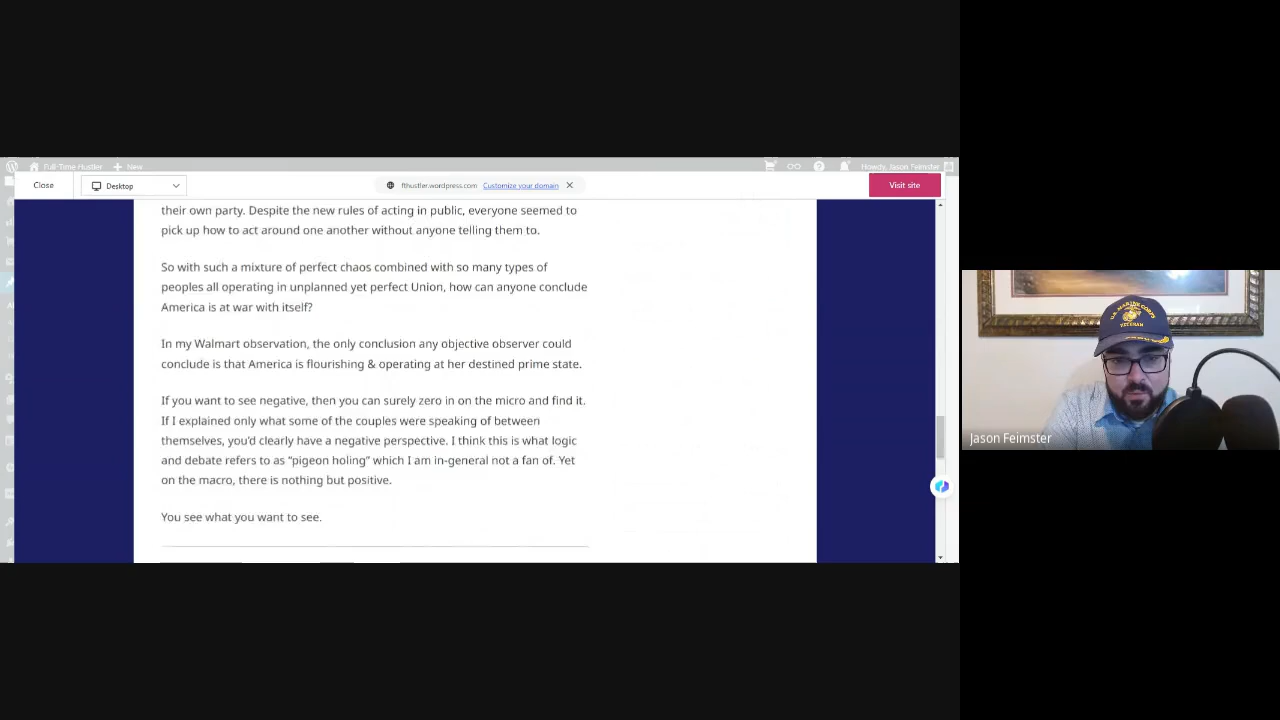 Full-Time Hustler
New
Howdy, Jason Feimster
Close
Desktop
fthustler.wordpress.com Customize your domain
Visit site
their own party. Despite the new rules of acting in public, everyone seemed to
pick up how to act around one another without anyone telling them to.
So with such a mixture of perfect chaos combined with so many types of
peoples all operating in unplanned yet perfect Union, how can anyone conclude
America is at war with itself?
In my Walmart observation, the only conclusion any objective observer could
conclude is that America is flourishing & operating at her destined prime state.
If you want to see negative, then you can surely zero in on the micro and find it.
If I explained only what some of the couples were speaking of between
themselves, you’d clearly have a negative perspective. I think this is what logic
and debate refers to as “pigeon holing” which I am in-general not a fan of. Yet
on the macro, there is nothing but positive.
You see what you want to see.
U.S. MARINE CORPS
VETERAN
Jason Feimster